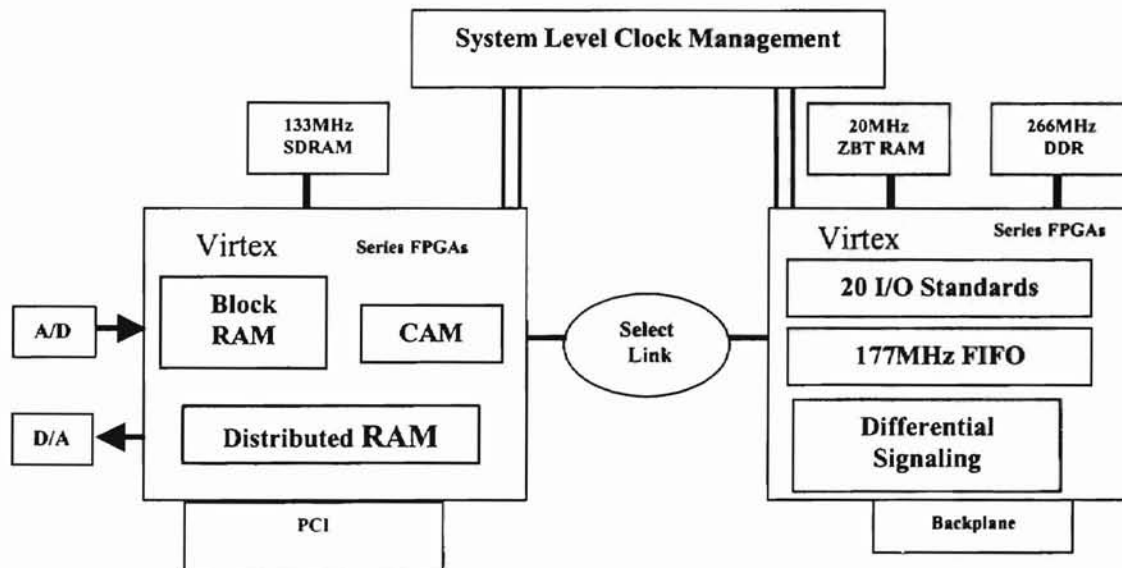 System Level Clock Management
133MHz
SDRAM
20MHz
ZBT RAM
266MHz
DDR
Virtex
Series FPGAs
Block
RAM
CAM
Distributed RAM
A/D
D/A
PCI
Select
Link
Virtex
Series FPGAs
20 I/O Standards
177MHz FIFO
Differential
Signaling
Backplane